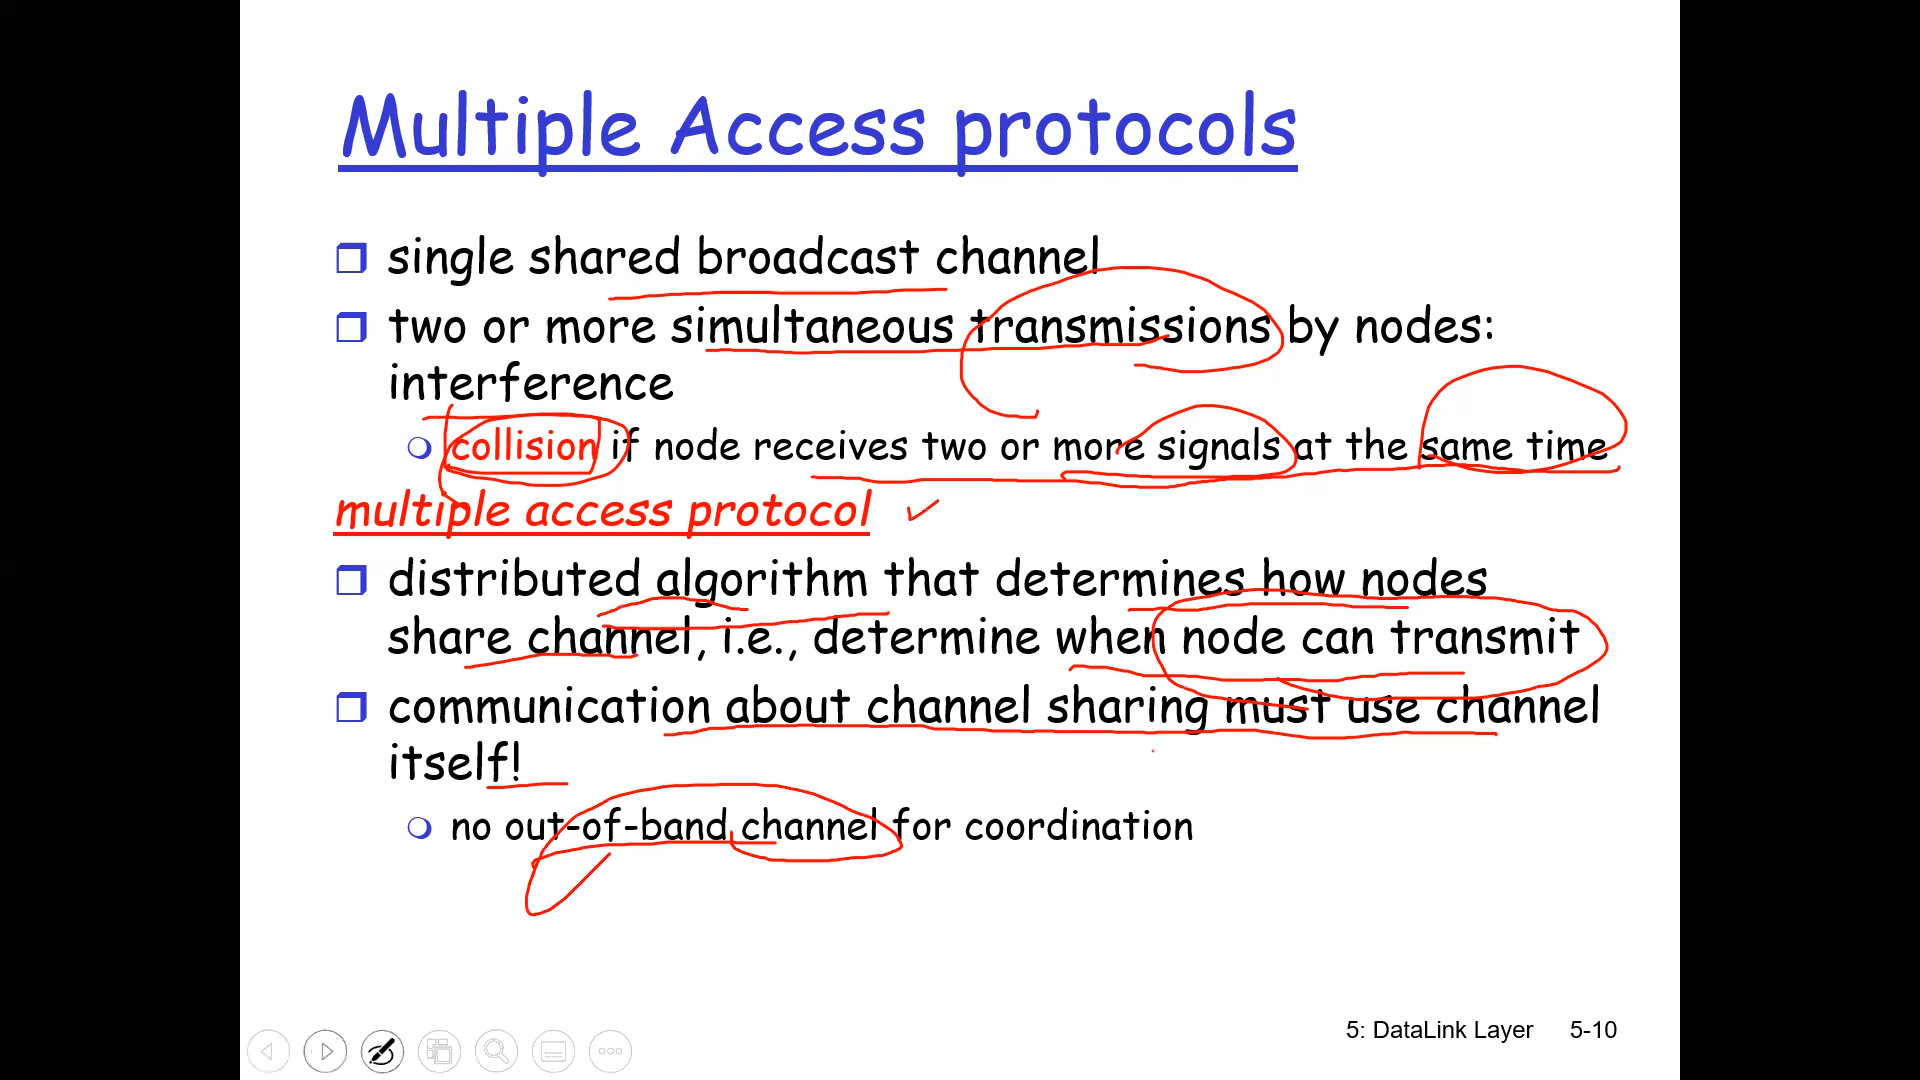 Multiple Access protocols
single shared broadcast channel
two or more simultaneous transmissions by nodes:
interference
collision if node receives two or more signals at the same time
multiple access protocol
distributed algorithm that determines how nodes
share channel, i.e., determine when node can transmit
communication about channel sharing must use channel
itself!
no out-of-band channel for coordination
5: DataLink Layer 5-10